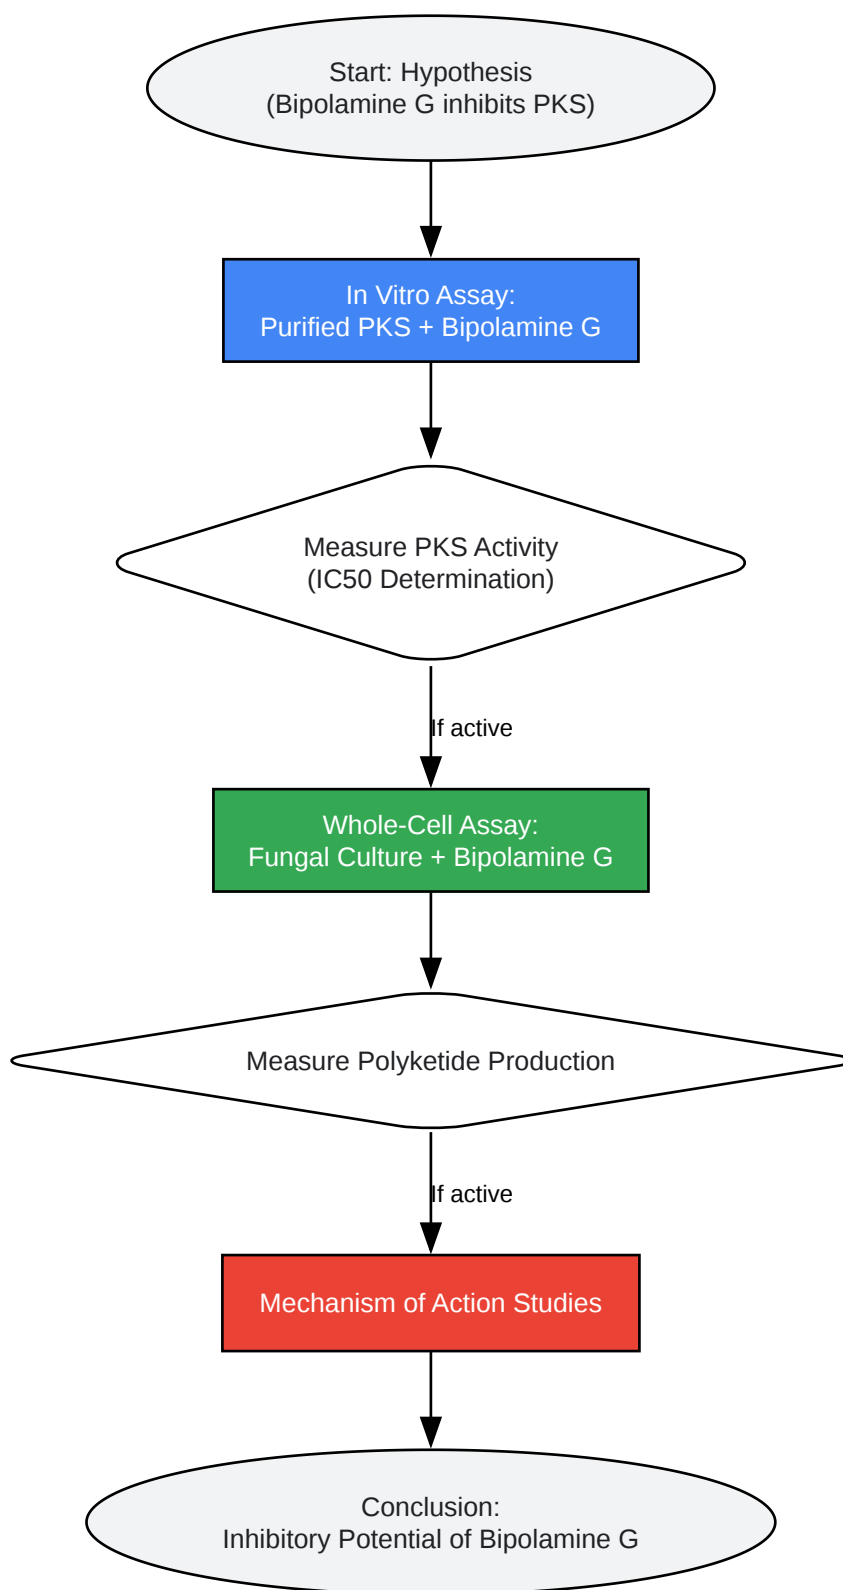 Start: Hypothesis
(Bipolamine G inhibits PKS)
In Vitro Assay:
Purified PKS + Bipolamine G
Measure PKS Activity
(IC50 Determination)
If active
Whole-Cell Assay:
Fungal Culture + Bipolamine G
Measure Polyketide Production
If active
Mechanism of Action Studies
Conclusion:
Inhibitory Potential of Bipolamine G